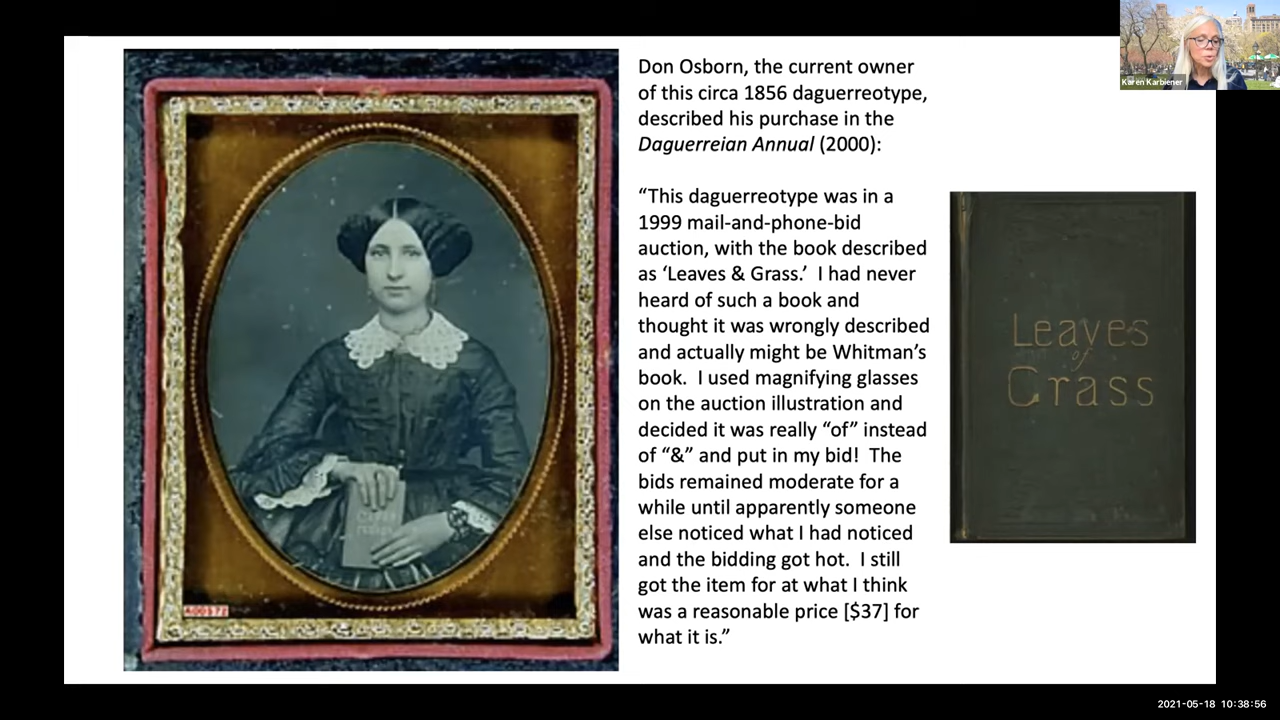 Karen Karbiener
Don Osborn, the current owner
of this circa 1856 daguerreotype,
described his purchase in the
Daguerreian Annual (2000):
“This daguerreotype was in a
1999 mail-and-phone-bid
auction, with the book described
as ‘Leaves & Grass.’ I had never
heard of such a book and
thought it was wrongly described
and actually might be Whitman’s
book. I used magnifying glasses
on the auction illustration and
decided it was really “of” instead
of “&” and put in my bid! The
bids remained moderate for a
while until apparently someone
else noticed what I had noticed
and the bidding got hot. I still
got the item for at what I think
was a reasonable price [$37] for
what it is.”
Leaves
of
Grass
2021-05-18 10:38:56